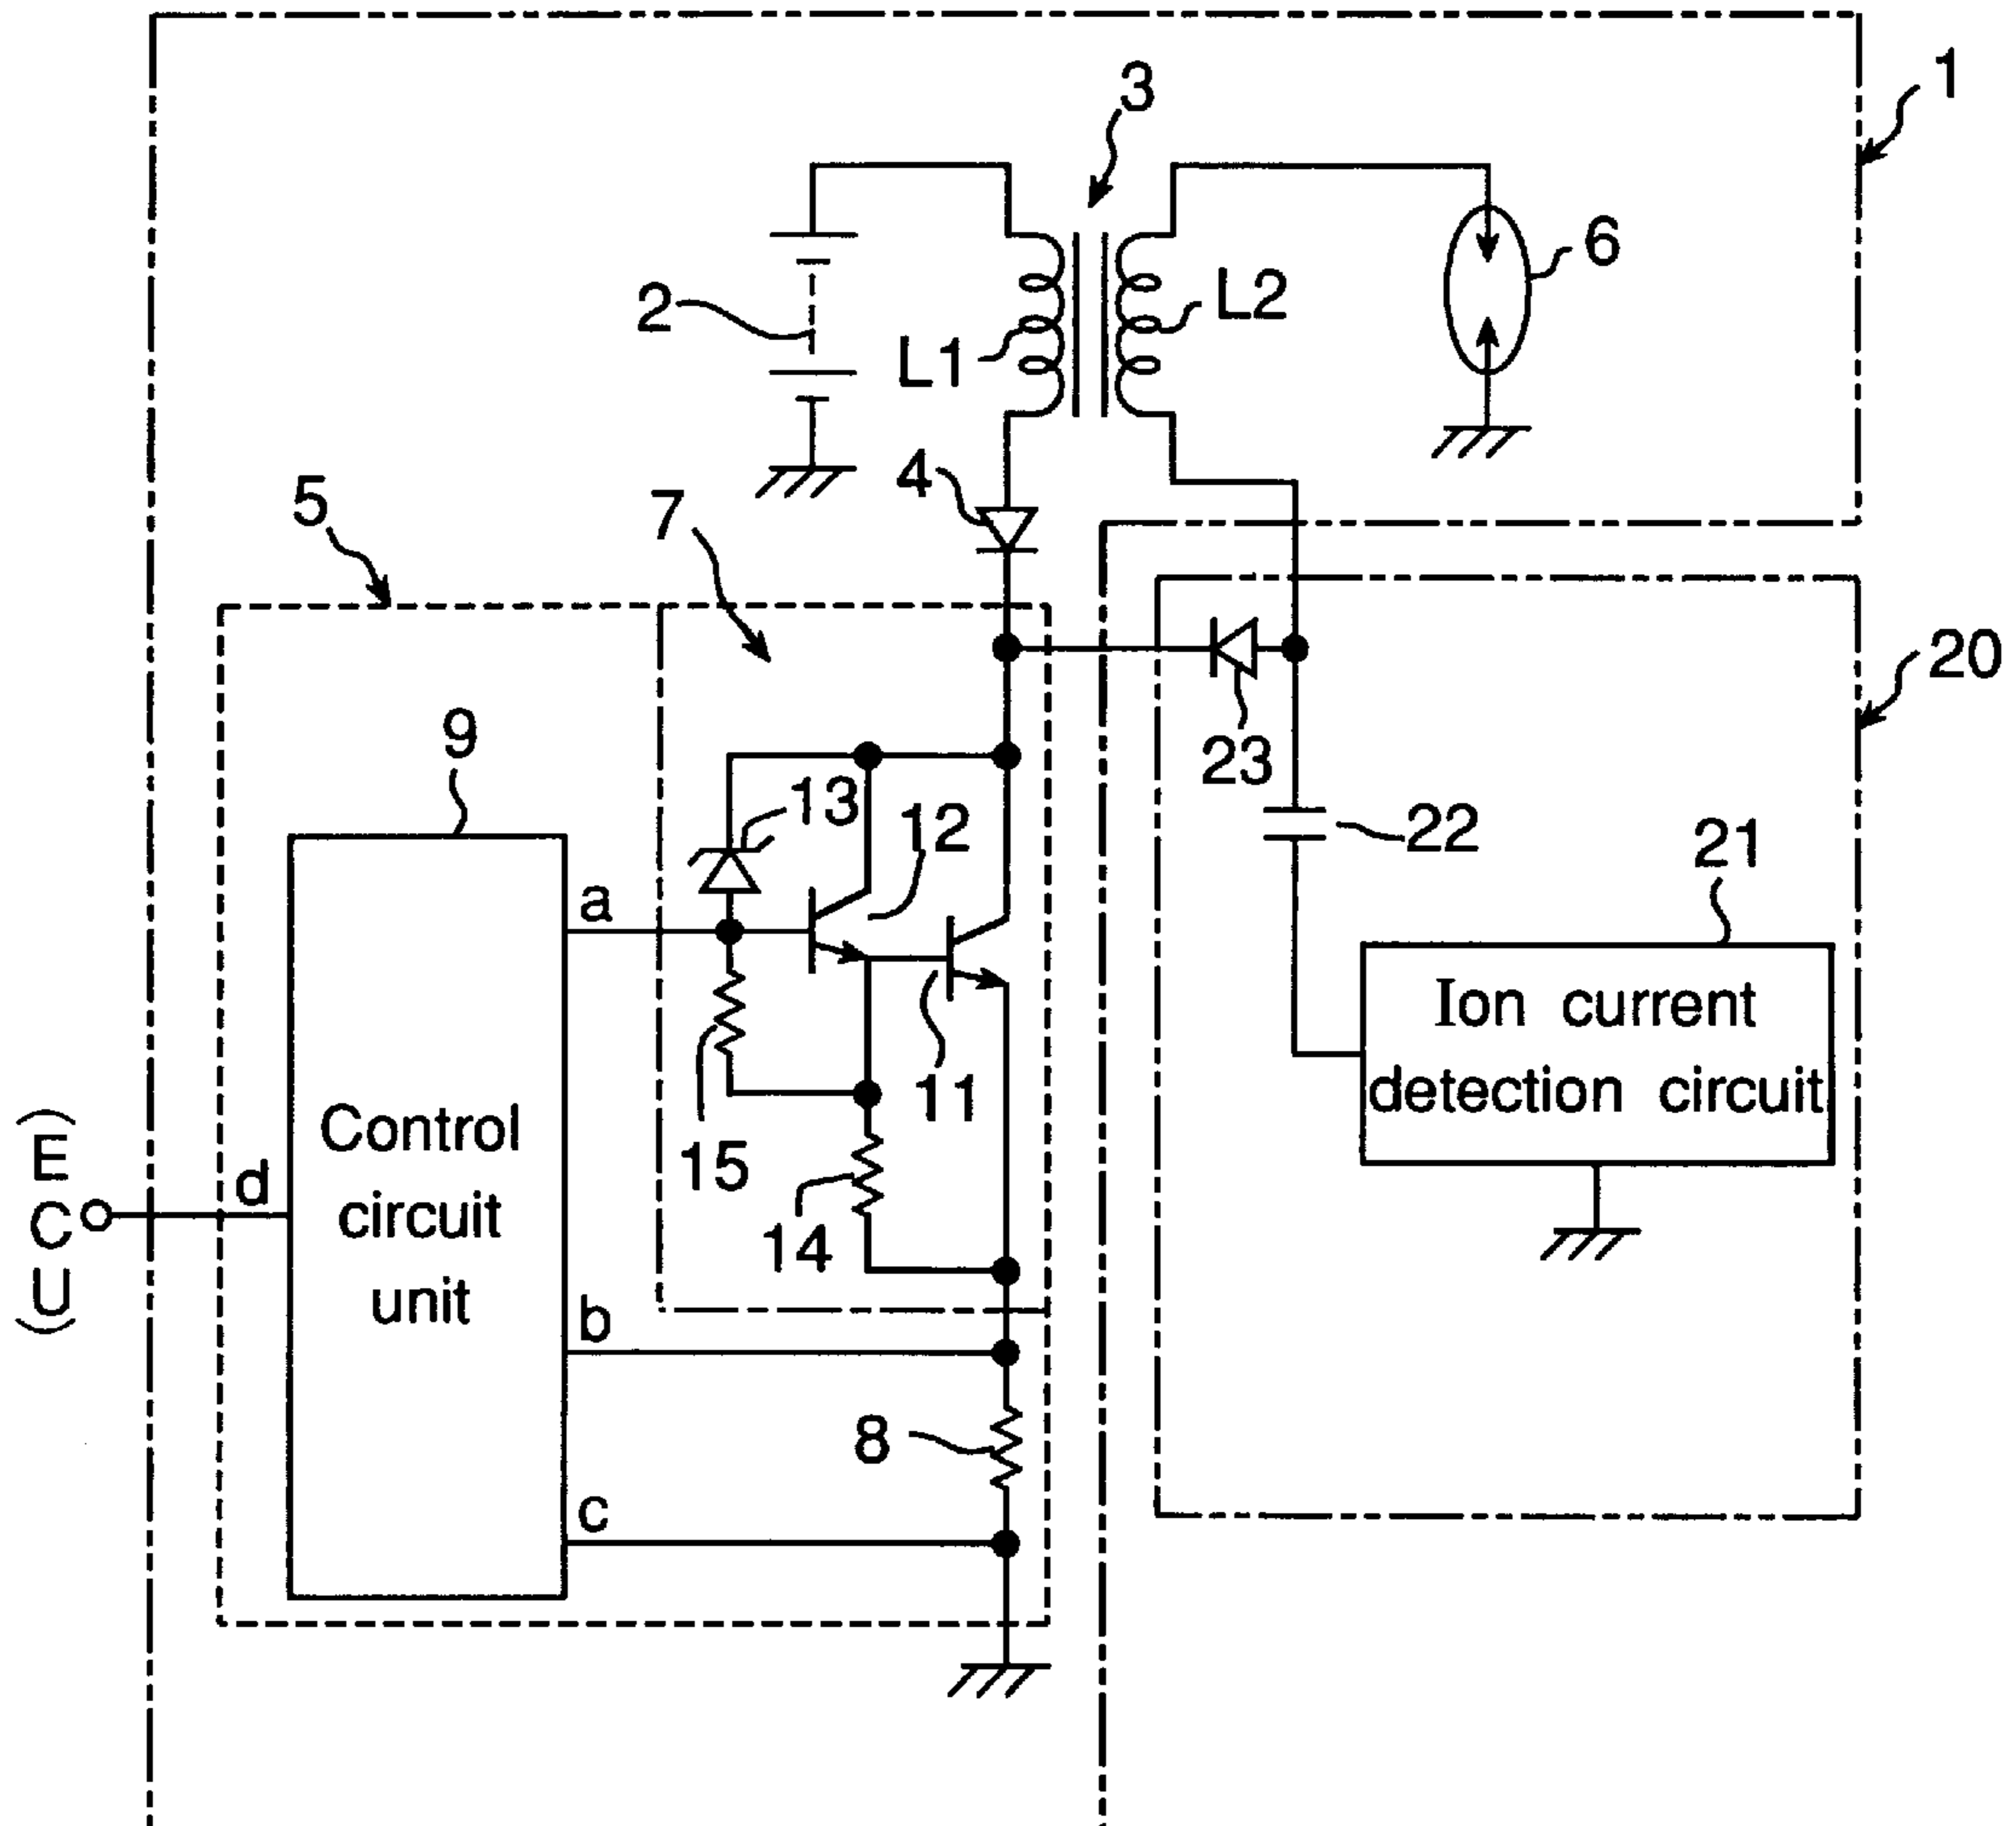 1
3
2
L1
L2
6
4
5
7
20
9
23
13
12
22
21
a
Ion current
detection circuit
11
15
(ECU)
d
Control
circuit
unit
14
b
8
c